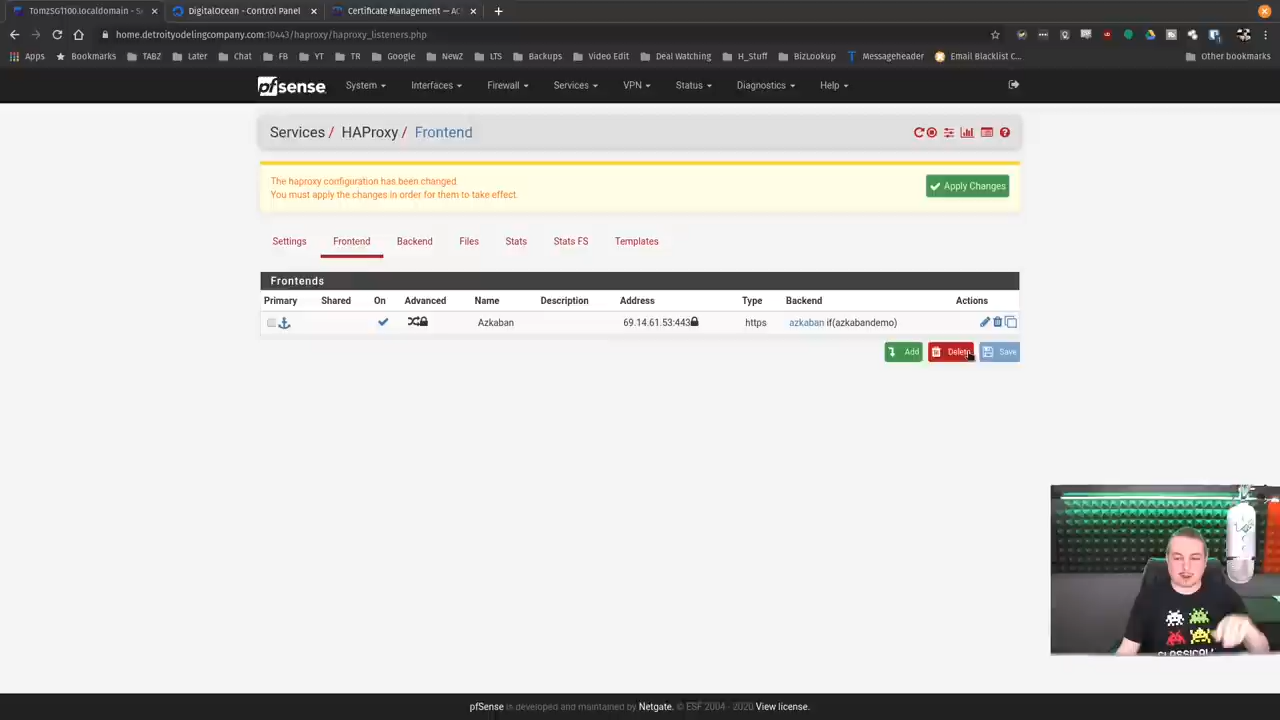 TomzSG1100.localdomain - S
DigitalOcean - Control Panel
Certificate Management — AC
home.detroityodelingcompany.com:10443/haproxy/haproxy_listeners.php
Apps
Bookmarks
TABZ
Later
Chat
FB
YT
TR
Google
NewZ
LTS
Backups
Video Edit
Deal Watching
H_Stuff
BizLookup
Messageheader
Email Blacklist C...
Other bookmarks
pfsense
System
Interfaces
Firewall
Services
VPN
Status
Diagnostics
Help
Services / HAProxy / Frontend
The haproxy configuration has been changed.
You must apply the changes in order for them to take effect.
Apply Changes
Settings
Frontend
Backend
Files
Stats
Stats FS
Templates
Frontends
Primary Shared On Advanced Name Description Address Type Backend Actions
Azkaban 69.14.61.53:443 https azkaban if(azkabandemo)
Add
Delete
Save
CLASSICALL
pfSense is developed and maintained by Netgate. © ESF 2004 - 2020 View license.